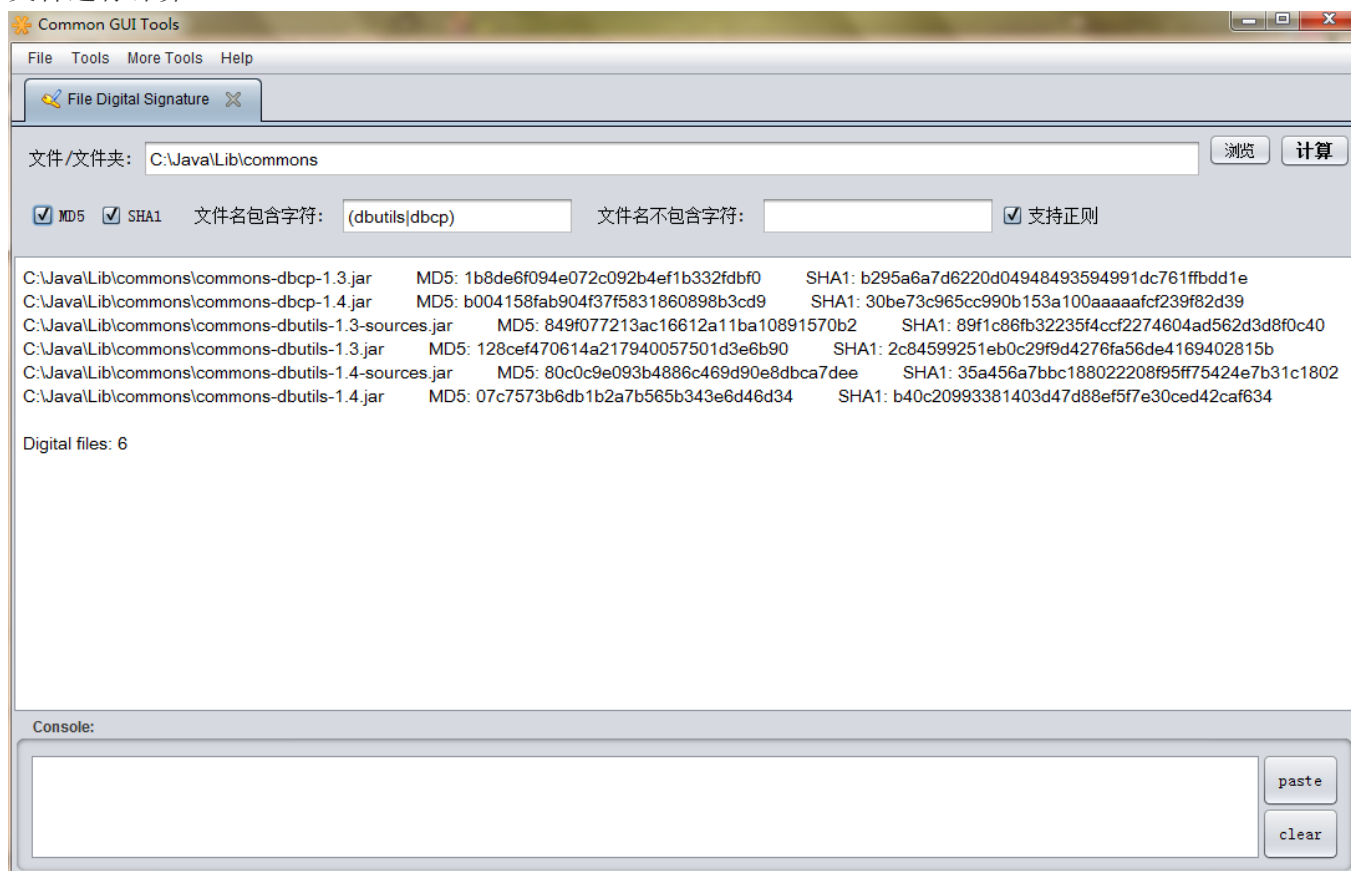 Common GUI Tools
File Tools More Tools Help
File Digital Signature
文件/文件夹: C:\Java\Lib\commons 浏览 计算
MD5 SHA1 文件名包含字符: (dbutils|dbcp) 文件名不包含字符: 支持正则
C:\Java\Lib\commons\commons-dbcp-1.3.jar MD5: 1b8de6f094e072c092b4ef1b332fdbf0 SHA1: b295a6a7d6220d04948493594991dc761ffbdd1e
C:\Java\Lib\commons\commons-dbcp-1.4.jar MD5: b004158fab904f37f5831860898b3cd9 SHA1: 30be73c965cc990b153a100aaaaafcf239f82d39
C:\Java\Lib\commons\commons-dbutils-1.3-sources.jar MD5: 849f077213ac16612a11ba10891570b2 SHA1: 89f1c86fb32235f4ccf2274604ad562d3d8f0c40
C:\Java\Lib\commons\commons-dbutils-1.3.jar MD5: 128cef470614a217940057501d3e6b90 SHA1: 2c84599251eb0c29f9d4276fa56de4169402815b
C:\Java\Lib\commons\commons-dbutils-1.4-sources.jar MD5: 80c0c9e093b4886c469d90e8dbca7dee SHA1: 35a456a7bbc188022208f95ff75424e7b31c1802
C:\Java\Lib\commons\commons-dbutils-1.4.jar MD5: 07c7573b6db1b2a7b565b343e6d46d34 SHA1: b40c20993381403d47d88ef5f7e30ced42caf634
Digital files: 6
Console:
paste
clear